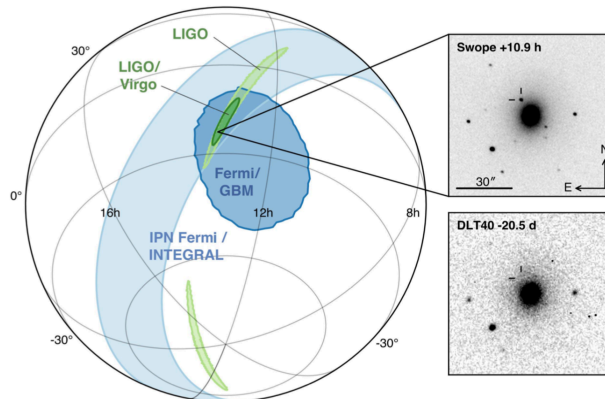 LIGO
Swope +10.9 h
30°
LIGO/
Virgo
N
30"
E
Fermi/
GBM
0°
16h
12h
8h
DLT40 -20.5 d
IPN Fermi /
INTEGRAL
-30°
-30°